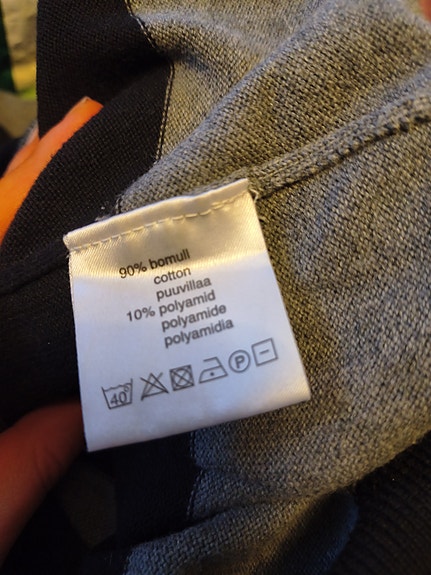 90% bomull
cotton
puuvillaa
10% polyamid
polyamide
polyamidia
40° P